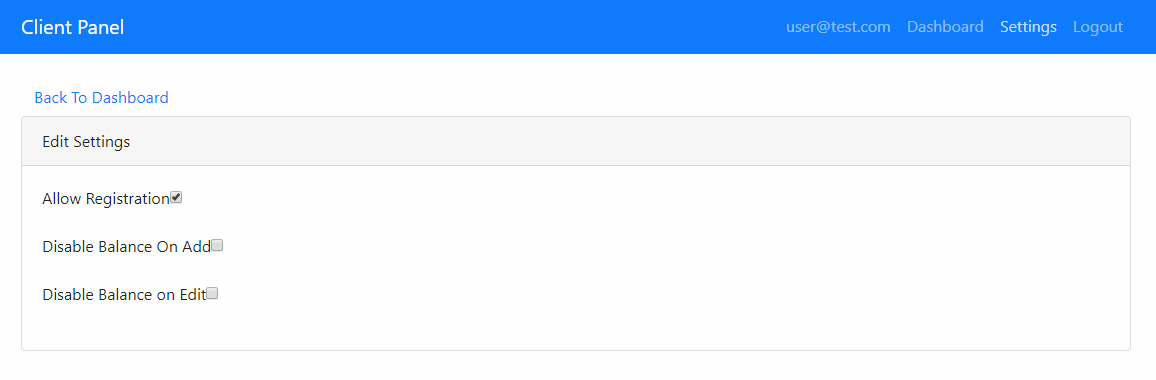 Client Panel user@test.com Dashboard Settings Logout
Back To Dashboard
Edit Settings
Allow Registration
Disable Balance On Add
Disable Balance on Edit